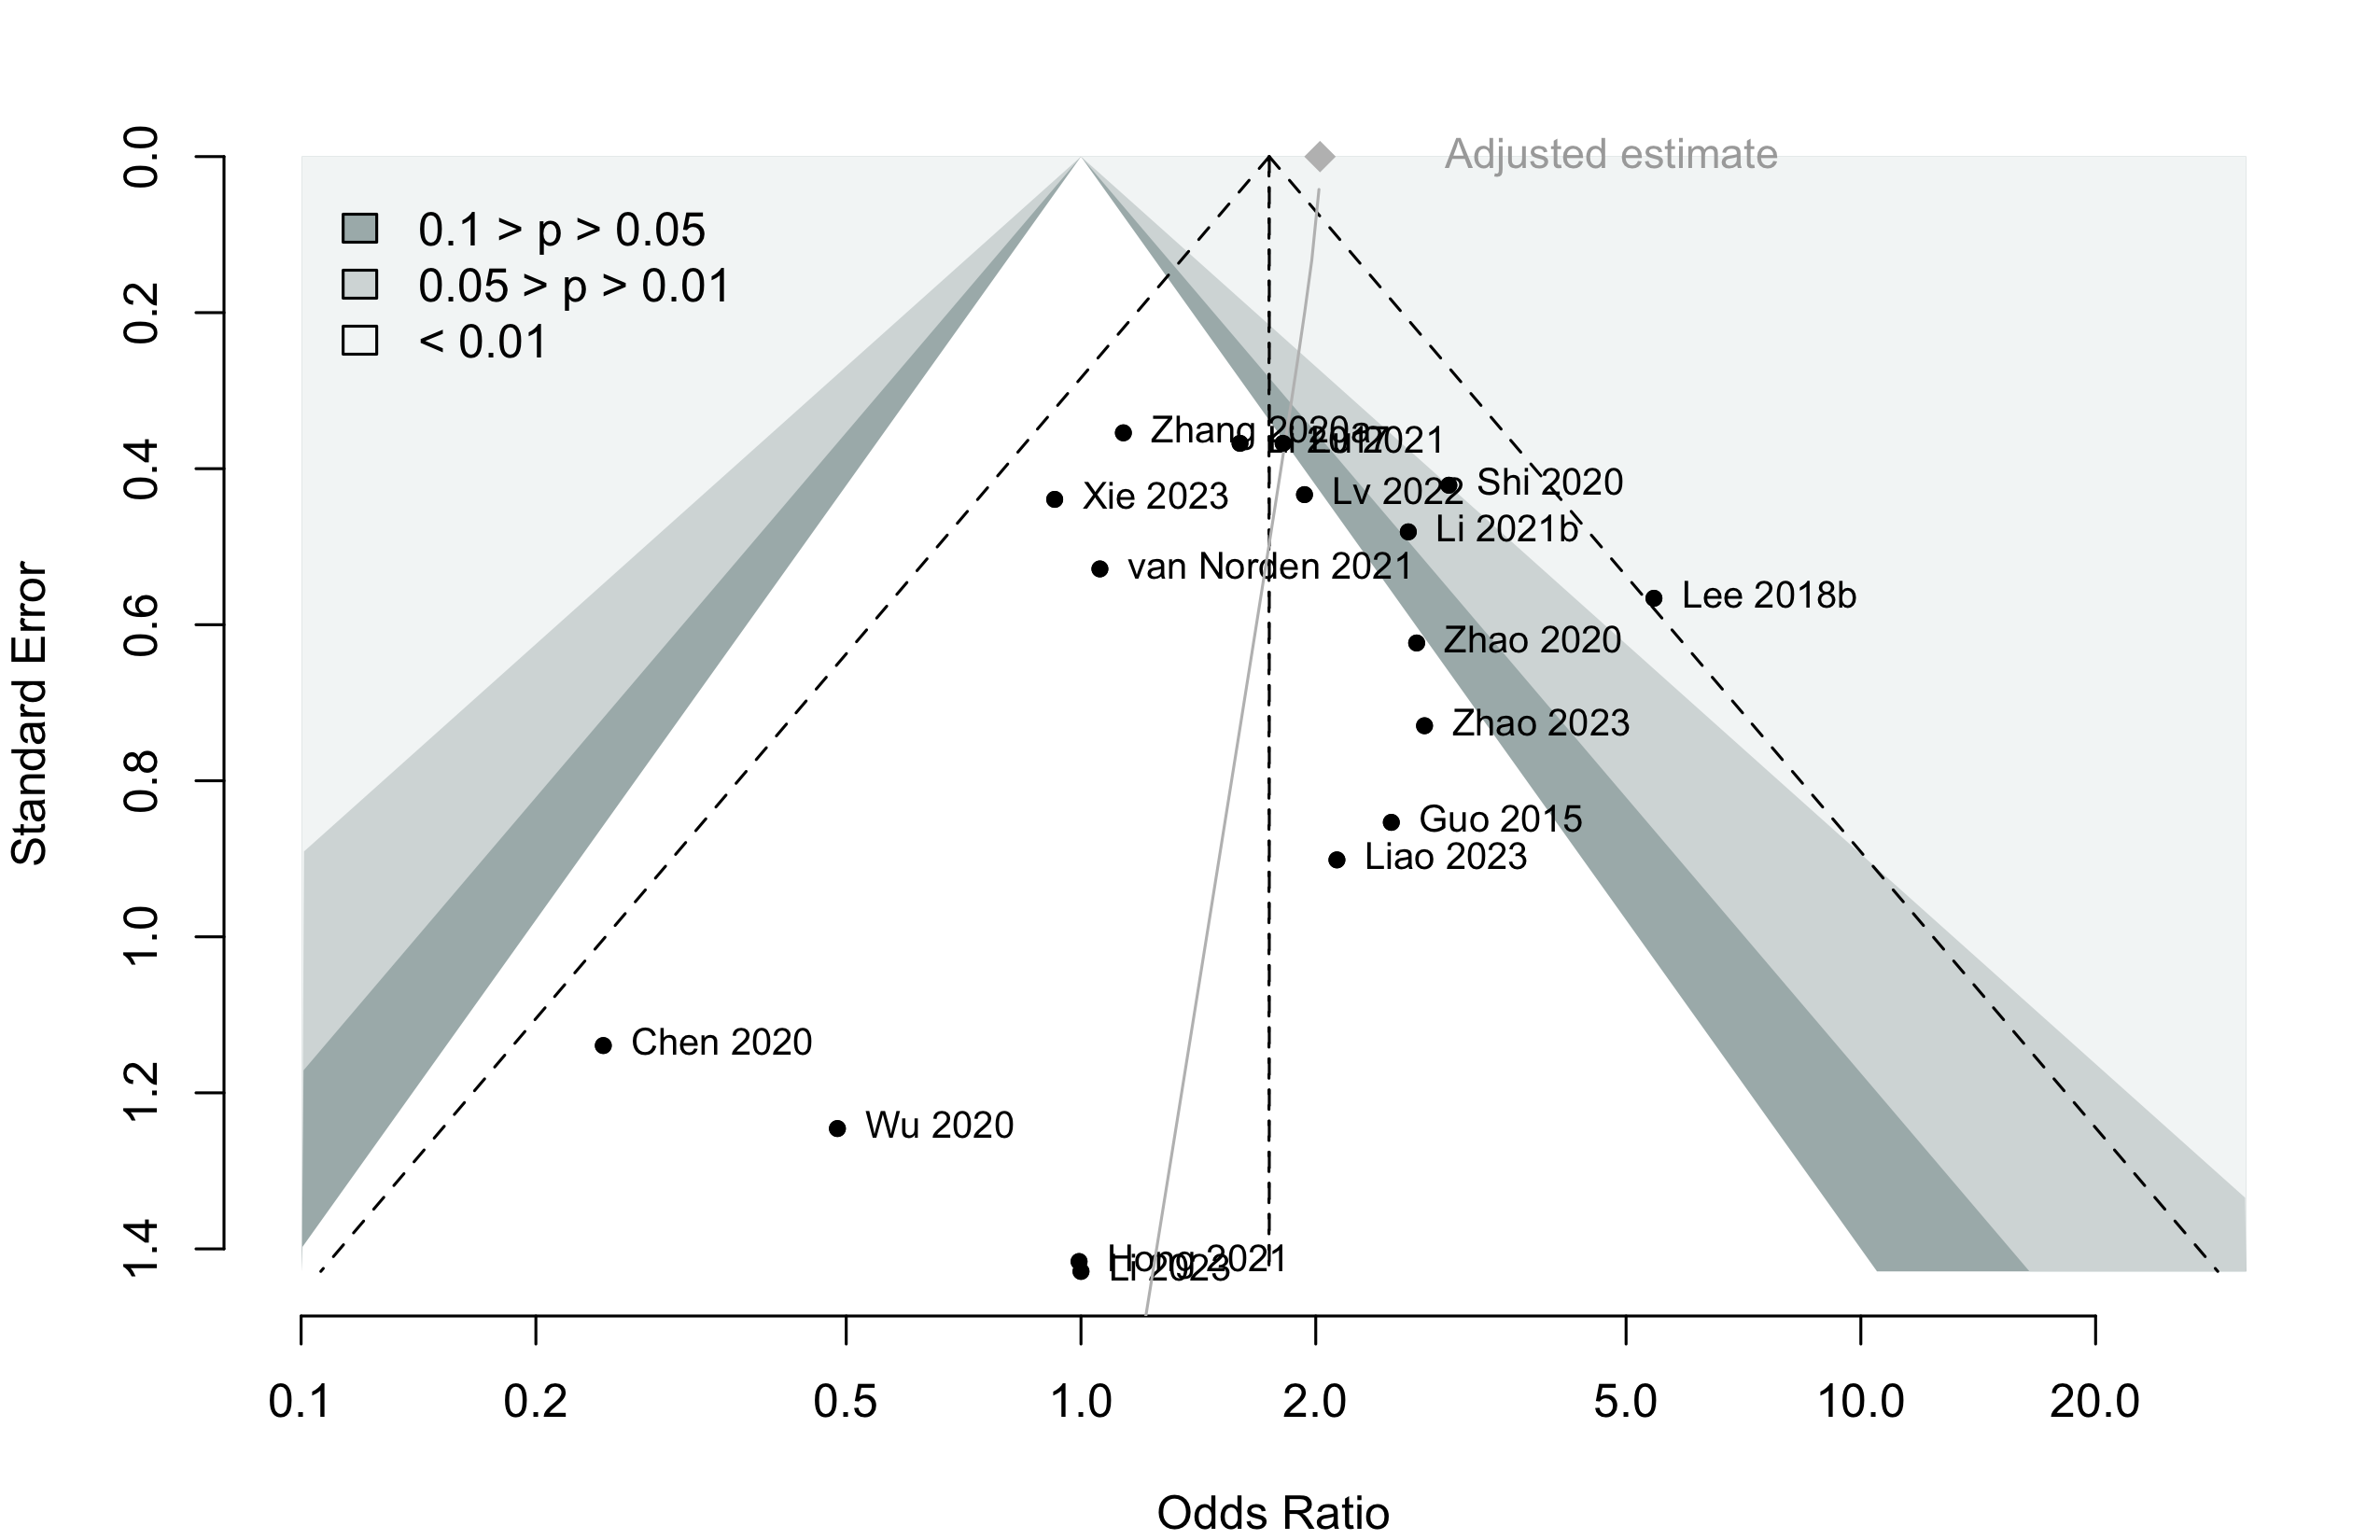 Adjusted estimate
0.1 > p > 0.05
0.05 > p > 0.01
< 0.01
Standard Error
0.0
0.2
0.4
0.6
0.8
1.0
1.2
1.4
Zhang 2020a
Li 2017
2021
Shi 2020
Xie 2023
Lv 2022
Li 2021b
van Norden 2021
Lee 2018b
Zhao 2020
Zhao 2023
Guo 2015
Liao 2023
Chen 2020
Wu 2020
Hong 2021
Li 2023
0.1
0.2
0.5
1.0
2.0
5.0
10.0
20.0
Odds Ratio